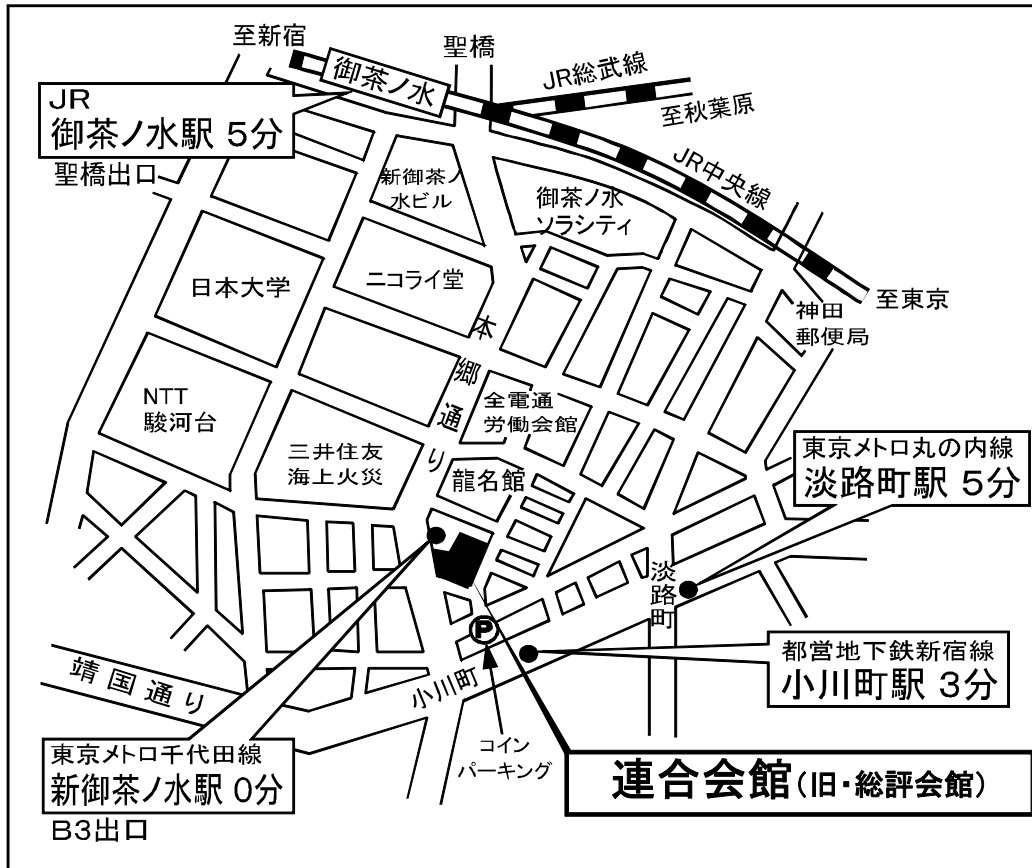 至新宿
聖橋
御茶ノ水
JR総武線
至秋葉原
JR中央線
至東京
JR
御茶ノ水駅 5分
聖橋出口
新御茶ノ
水ビル
御茶ノ水
ソラシティ
日本大学
ニコライ堂
神田
郵便局
本郷通り
NTT
駿河台
全電通
労働会館
三井住友
海上火災
龍名館
東京メトロ丸の内線
淡路町駅 5分
淡路町
P
都営地下鉄新宿線
小川町駅 3分
靖国通り
小川町
コイン
パーキング
東京メトロ千代田線
新御茶ノ水駅 0分
B3出口
連合会館(旧・総評会館)